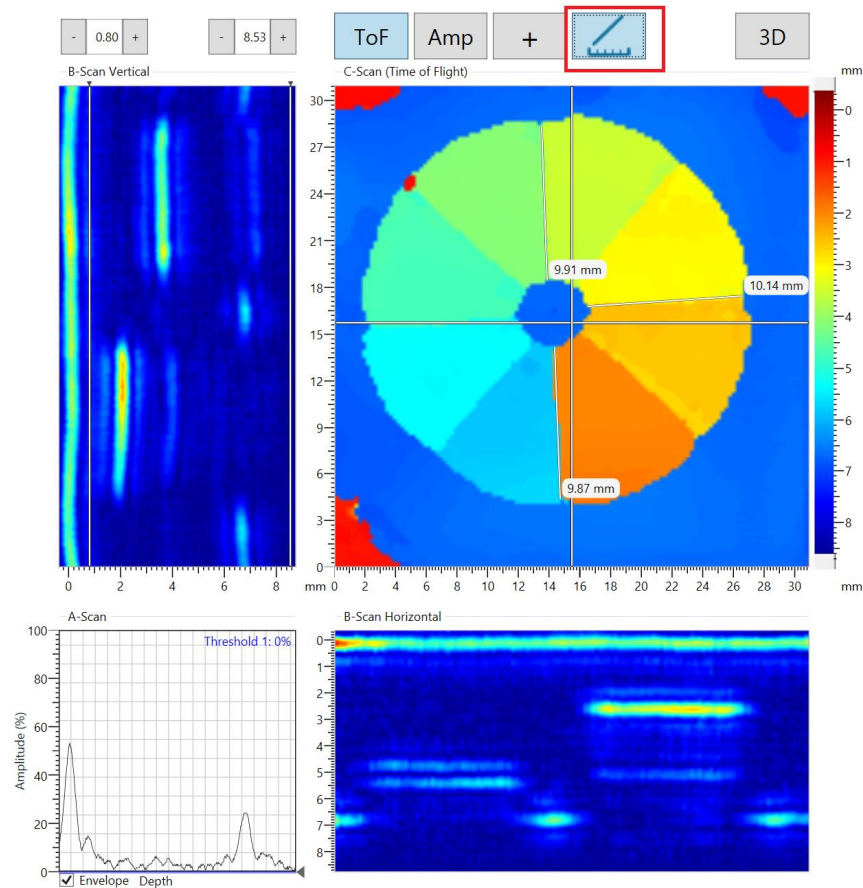 - 0.80 + - 8.53 + ToF Amp + 3D
B-Scan Vertical
C-Scan (Time of Flight)
mm
30
27
24
21
18
15
12
9
6
3
0
9.91 mm
10.14 mm
9.87 mm
0
-1
-2
-3
-4
-5
-6
-7
-8
0 2 4 6 8 mm
0 2 4 6 8 10 12 14 16 18 20 22 24 26 28 30 mm
A-Scan
B-Scan Horizontal
100
80
60
40
20
0
Amplitude (%)
Threshold 1: 0%
0
1
2
3
4
5
6
7
8
Envelope Depth